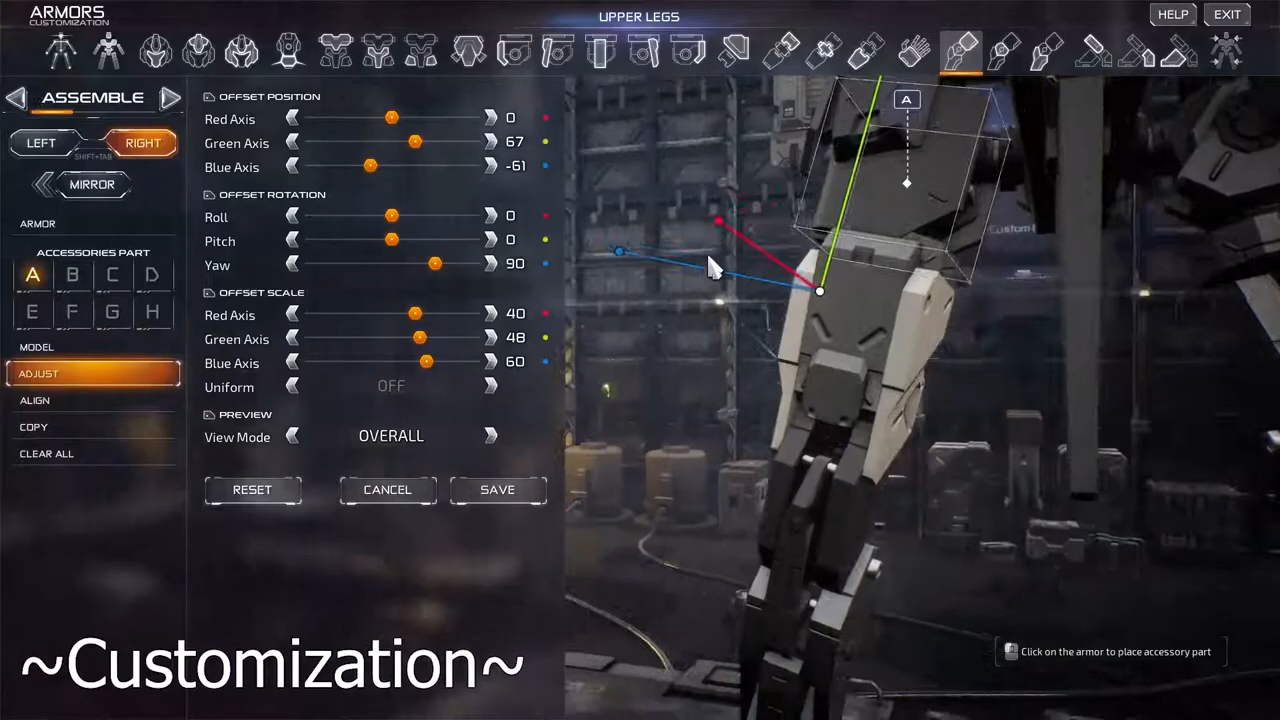 ARMORS
CUSTOMIZATION
UPPER LEGS
HELP
EXIT
ASSEMBLE
LEFT
RIGHT
SHIFT+TAB
MIRROR
ARMOR
ACCESSORIES PART
A B C D
E F G H
MODEL
ADJUST
ALIGN
COPY
CLEAR ALL
OFFSET POSITION
Red Axis 0
Green Axis 67
Blue Axis -61
OFFSET ROTATION
Roll 0
Pitch 0
Yaw 90
OFFSET SCALE
Red Axis 40
Green Axis 48
Blue Axis 60
Uniform OFF
PREVIEW
View Mode OVERALL
RESET
CANCEL
SAVE
A
Click on the armor to place accessory part
~Customization~